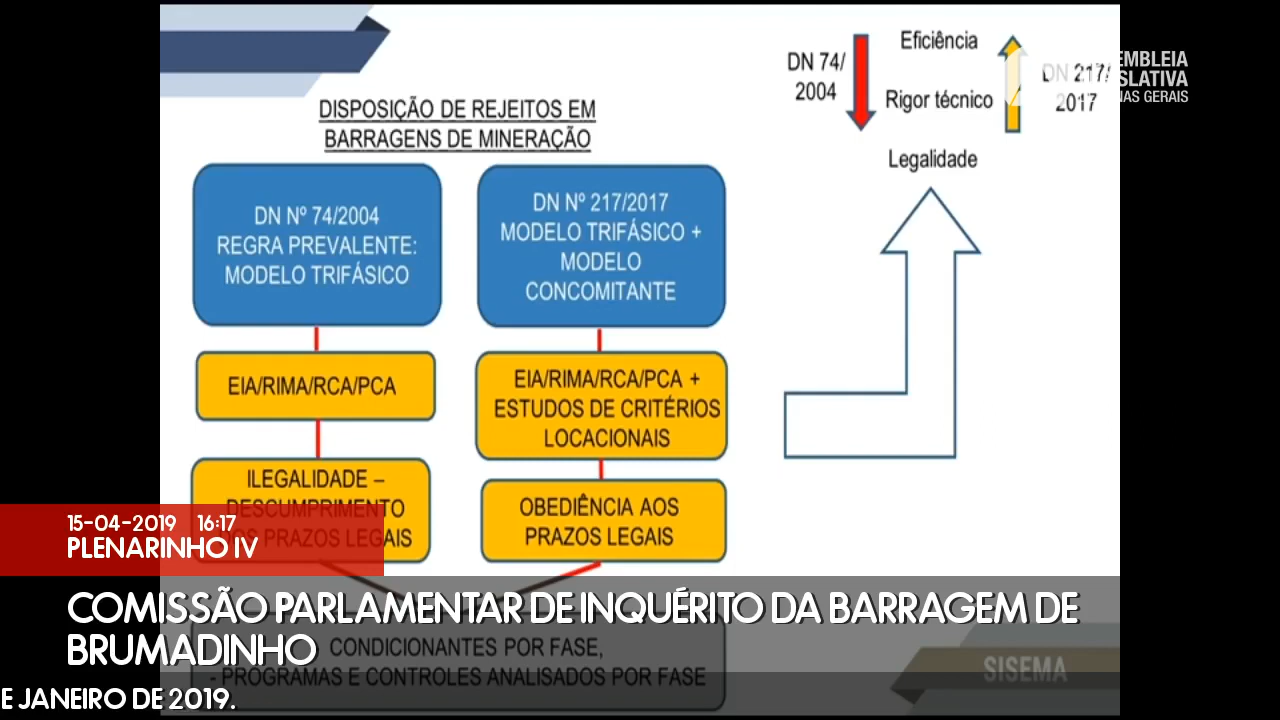 DISPOSIÇÃO DE REJEITOS EM
BARRAGENS DE MINERAÇÃO
DN Nº 74/2004
REGRA PREVALENTE:
MODELO TRIFÁSICO
EIA/RIMA/RCA/PCA
ILEGALIDADE –
DESCUMPRIMENTO
DOS PRAZOS LEGAIS
DN Nº 217/2017
MODELO TRIFÁSICO +
MODELO
CONCOMITANTE
EIA/RIMA/RCA/PCA +
ESTUDOS DE CRITÉRIOS
LOCACIONAIS
OBEDIÊNCIA AOS
PRAZOS LEGAIS
CONDICIONANTES POR FASE,
- PROGRAMAS E CONTROLES ANALISADOS POR FASE
DN 74/
2004
Eficiência
Rigor técnico
Legalidade
DN 217/
2017
EMBLEIA
SLATIVA
NAS GERAIS
SISEMA
15-04-2019 16:17
PLENARINHO IV
COMISSÃO PARLAMENTAR DE INQUÉRITO DA BARRAGEM DE
BRUMADINHO
E JANEIRO DE 2019.